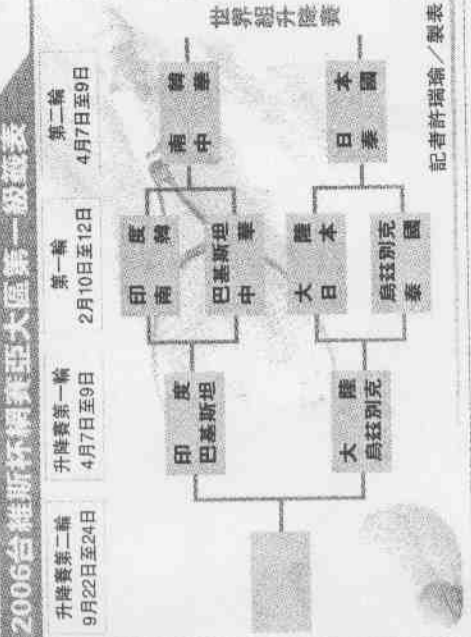 2006台維斯杯網賽亞大區第一級籤表
升降賽第二輪
9月22日至24日
升降賽第一輪
4月7日至9日
第一輪
2月10日至12日
第二輪
4月7日至9日
世界組升降賽
印度
巴基斯坦
印度
南韓
巴基斯坦
中華
南韓
中華
大陸
烏茲別克
大陸
日本
烏茲別克
泰國
日本
泰國
記者許瑞瑜／製表